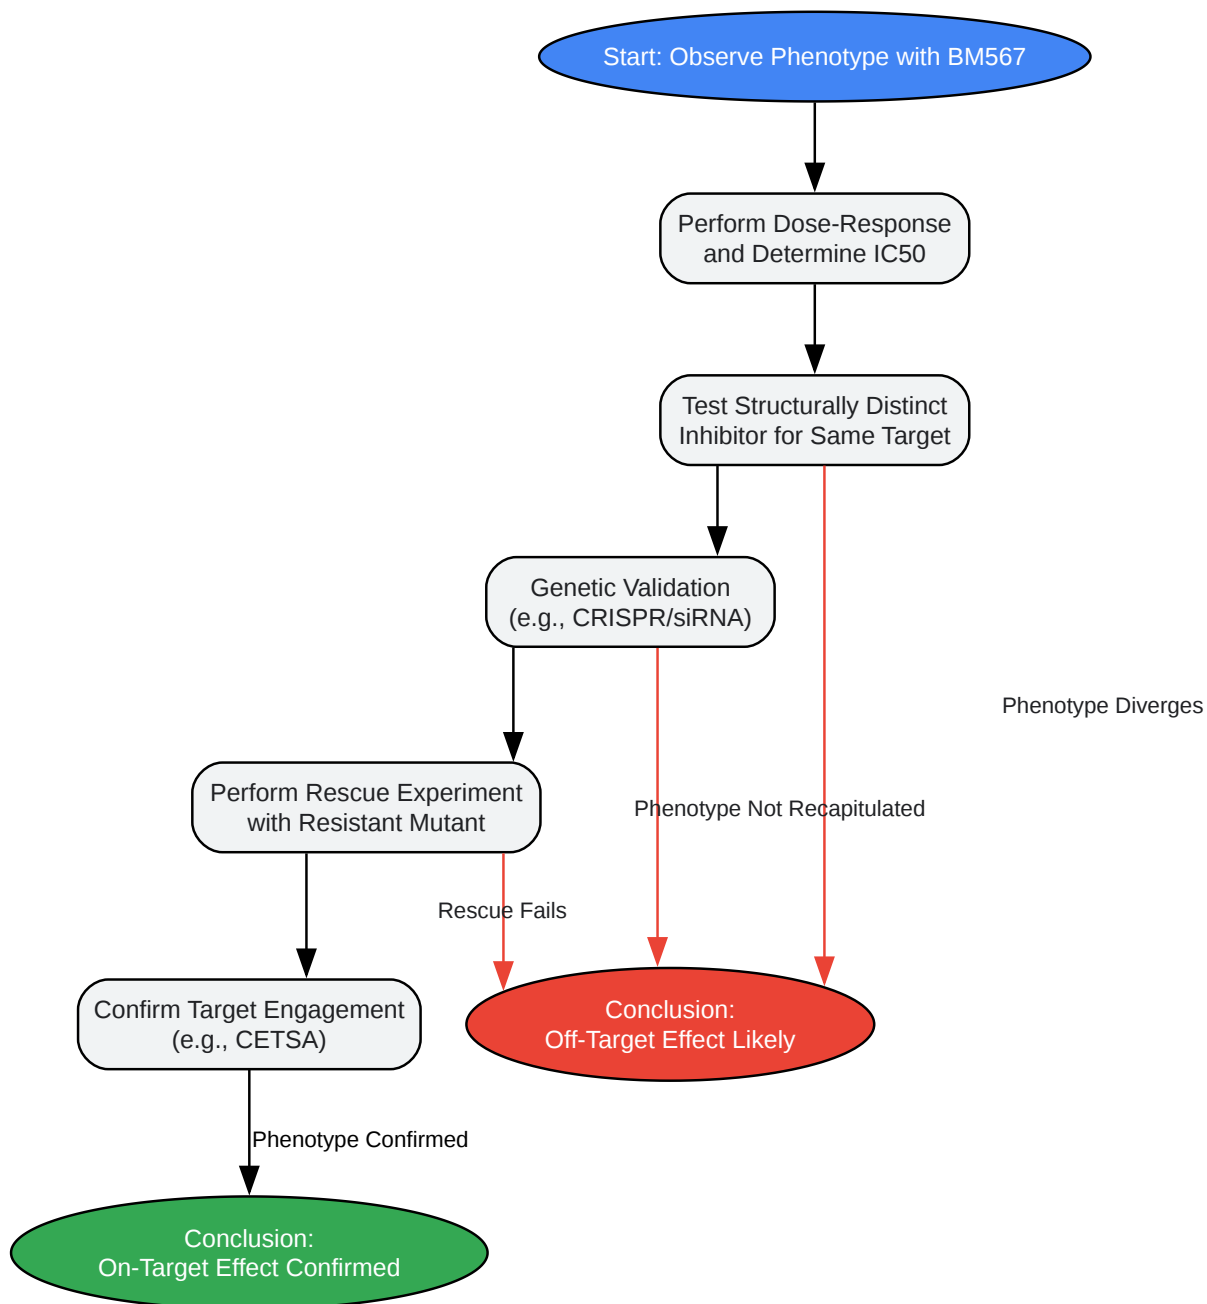 Start: Observe Phenotype with BM567
Perform Dose-Response
and Determine IC50
Test Structurally Distinct
Inhibitor for Same Target
Genetic Validation
(e.g., CRISPR/siRNA)
Phenotype Diverges
Perform Rescue Experiment
with Resistant Mutant
Phenotype Not Recapitulated
Rescue Fails
Confirm Target Engagement
(e.g., CETSA)
Conclusion:
Off-Target Effect Likely
Phenotype Confirmed
Conclusion:
On-Target Effect Confirmed